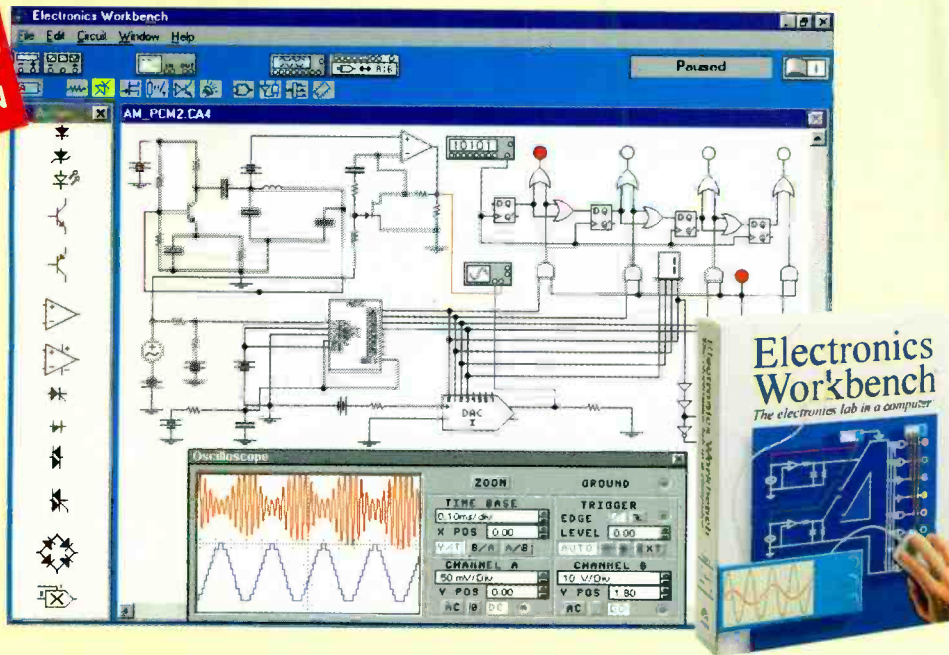 Electronics Workbench
File Edit Circuit Window Help
Paused
AM_PCM2.CA4
10101
D Q
D Q
D Q
D Q
DAC
I
Electronics
Workbench
The electronics lab in a computer
Electronics Workbench
Oscilloscope
ZOOM GROUND
TIME BASE
0.10ms/div
X POS 0.00
Y/T B/A A/B
TRIGGER
EDGE
LEVEL 0.00
AUTO
CHANNEL A
50 mV/Div
Y POS 0.00
AC 0 DC
CHANNEL B
10 V/Div
Y POS 1.80
AC